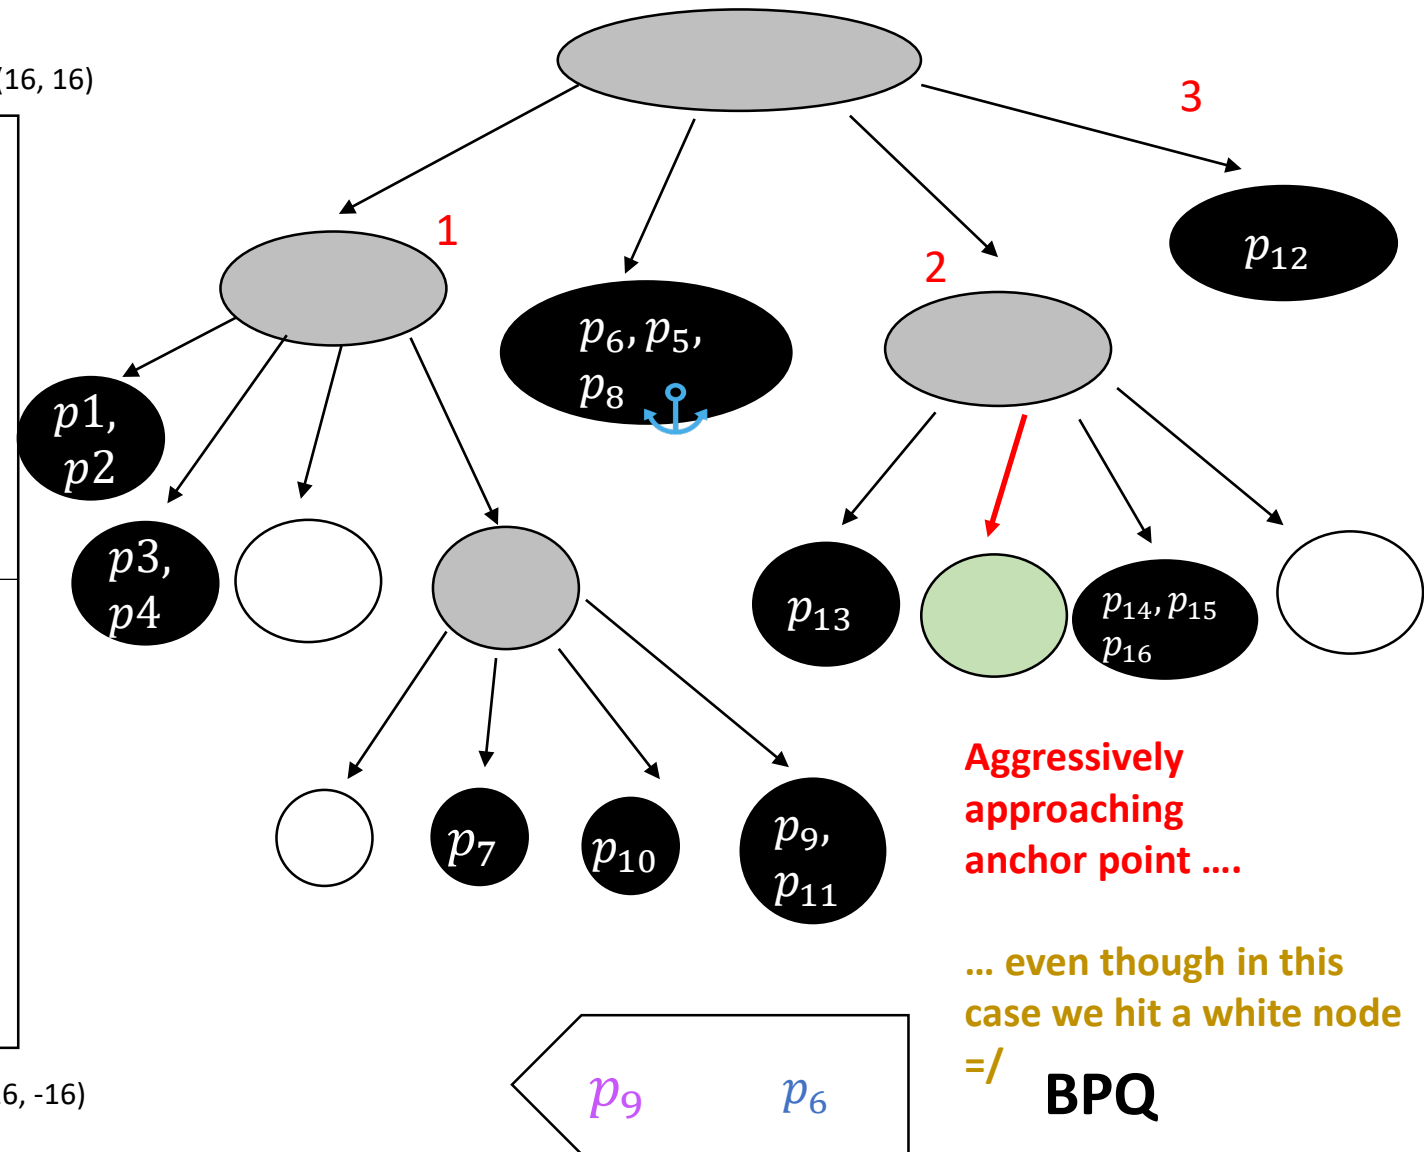 (16, 16)
3
1
2
p12
p6, p5,
p8
p1,
p2
p3,
p4
p13
p14, p15
p16
p7
p10
p9,
p11
Aggressively
approaching
anchor point ....
... even though in this
case we hit a white node
=/
BPQ
p9
p6
6, -16)